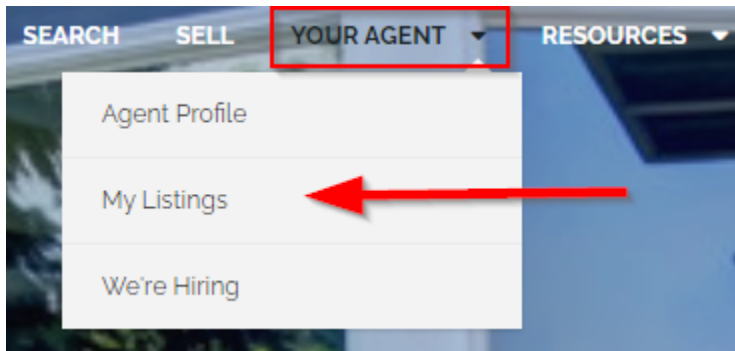 SEARCH SELL YOUR AGENT RESOURCES
Agent Profile
My Listings
We're Hiring